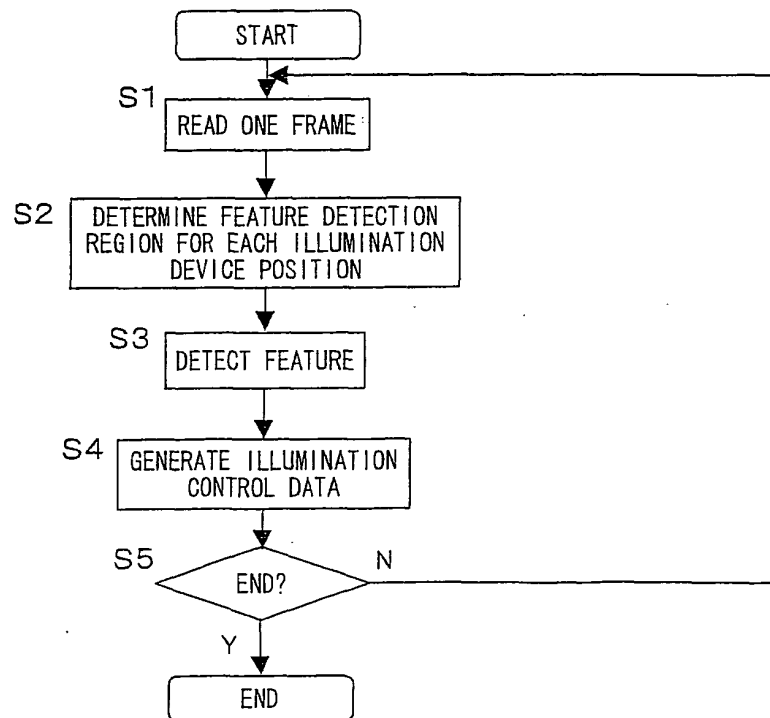 START
S1
READ ONE FRAME
S2
DETERMINE FEATURE DETECTION
REGION FOR EACH ILLUMINATION
DEVICE POSITION
S3
DETECT FEATURE
S4
GENERATE ILLUMINATION
CONTROL DATA
S5
END?
N
Y
END